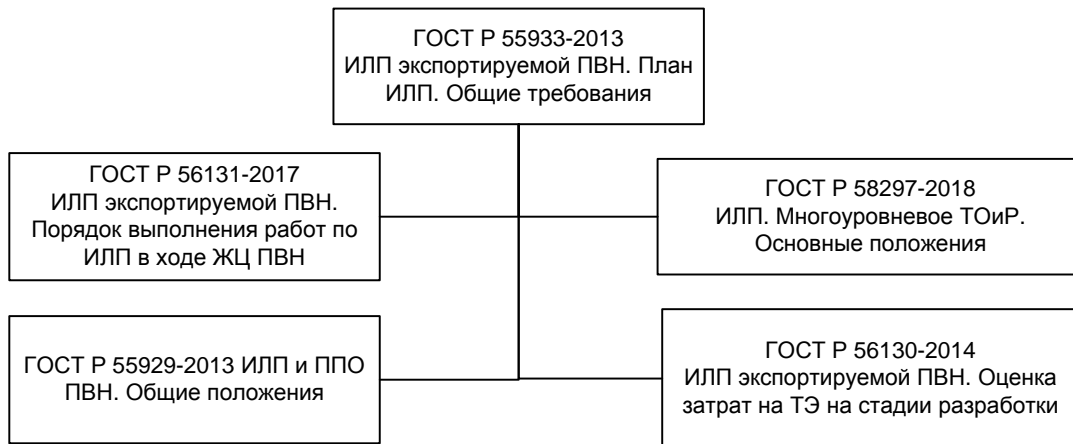 ГОСТ Р 55933-2013
ИЛП экспортируемой ПВН. План
ИЛП. Общие требования
ГОСТ Р 56131-2017
ИЛП экспортируемой ПВН.
Порядок выполнения работ по
ИЛП в ходе ЖЦ ПВН
ГОСТ Р 58297-2018
ИЛП. Многоуровневое ТОиР.
Основные положения
ГОСТ Р 55929-2013 ИЛП и ППО
ПВН. Общие положения
ГОСТ Р 56130-2014
ИЛП экспортируемой ПВН. Оценка
затрат на ТЭ на стадии разработки